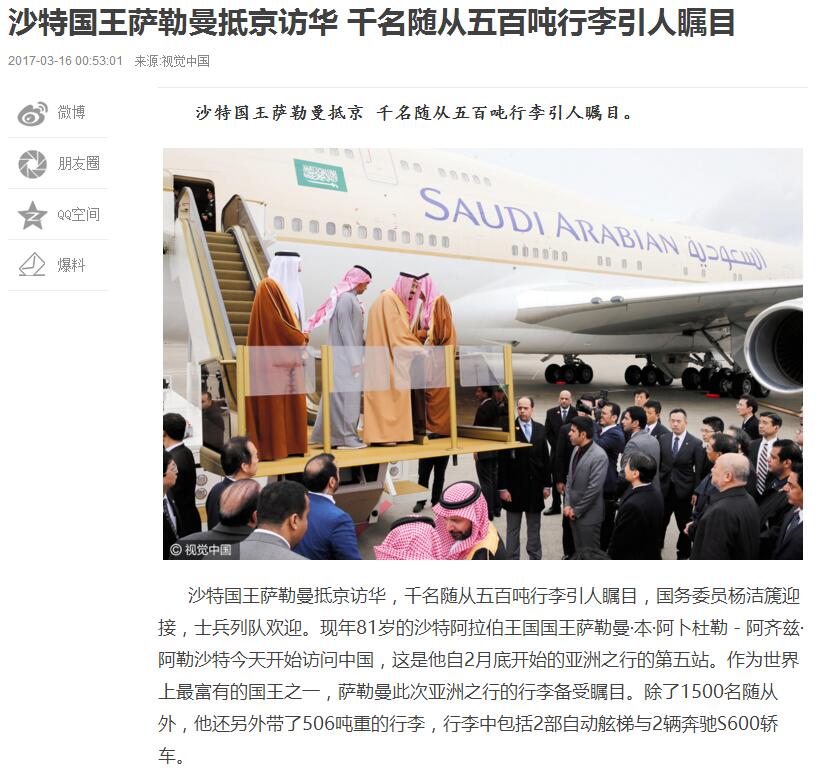 沙特国王萨勒曼抵京访华 千名随从五百吨行李引人瞩目
2017-03-16 00:53:01 来源:视觉中国
微博
朋友圈
QQ空间
爆料
沙特国王萨勒曼抵京 千名随从五百吨行李引人瞩目。
SAUDI ARABIAN السعودية
© 视觉中国
沙特国王萨勒曼抵京访华，千名随从五百吨行李引人瞩目，国务委员杨洁篪迎
接，士兵列队欢迎。现年81岁的沙特阿拉伯王国国王萨勒曼·本·阿卜杜勒－阿齐兹·
阿勒沙特今天开始访问中国，这是他自2月底开始的亚洲之行的第五站。作为世界
上最富有的国王之一，萨勒曼此次亚洲之行的行李备受瞩目。除了1500名随从
外，他还另外带了506吨重的行李，行李中包括2部自动舷梯与2辆奔驰S600轿
车。